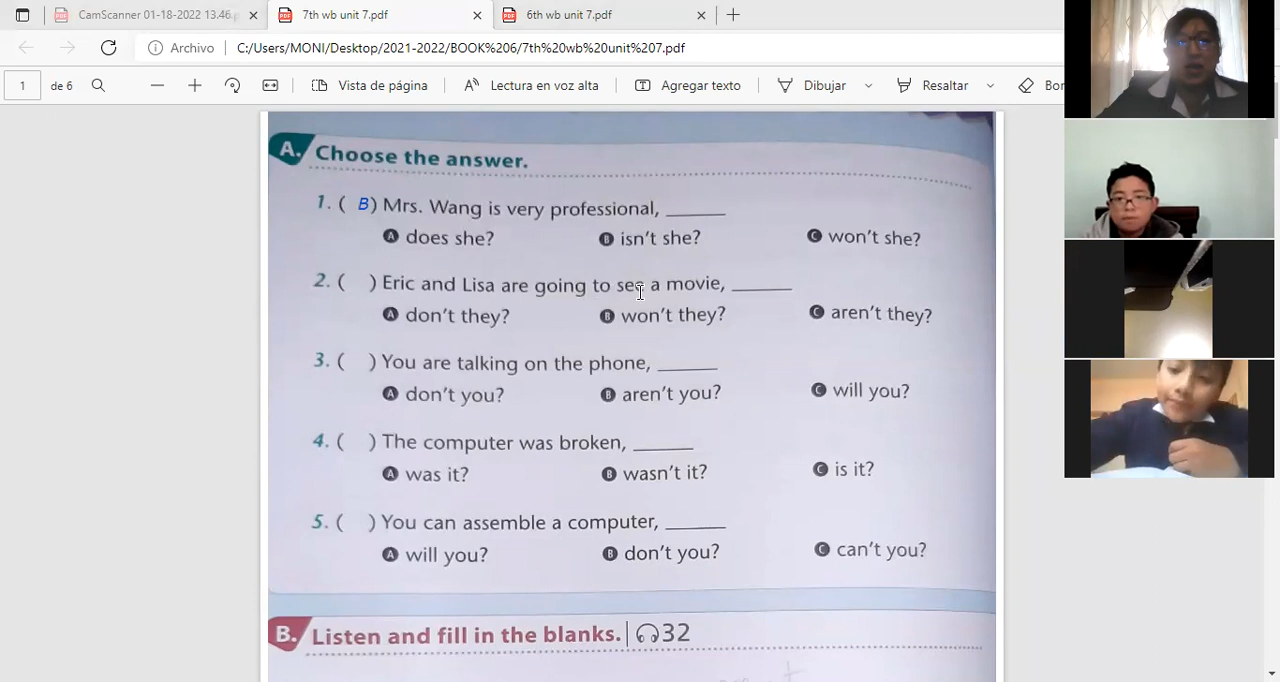 CamScanner 01-18-2022 13.46.p
7th wb unit 7.pdf
6th wb unit 7.pdf
Archivo
C:/Users/MONI/Desktop/2021-2022/BOOK%206/7th%20wb%20unit%207.pdf
1 de 6
Vista de página
Lectura en voz alta
Agregar texto
Dibujar
Resaltar
Bor
A. Choose the answer.
1. ( B ) Mrs. Wang is very professional, ______
A does she? B isn't she? C won't she?
2. ( ) Eric and Lisa are going to see a movie, ______
A don't they? B won't they? C aren't they?
3. ( ) You are talking on the phone, ______
A don't you? B aren't you? C will you?
4. ( ) The computer was broken, ______
A was it? B wasn't it? C is it?
5. ( ) You can assemble a computer, ______
A will you? B don't you? C can't you?
B. Listen and fill in the blanks. | 32